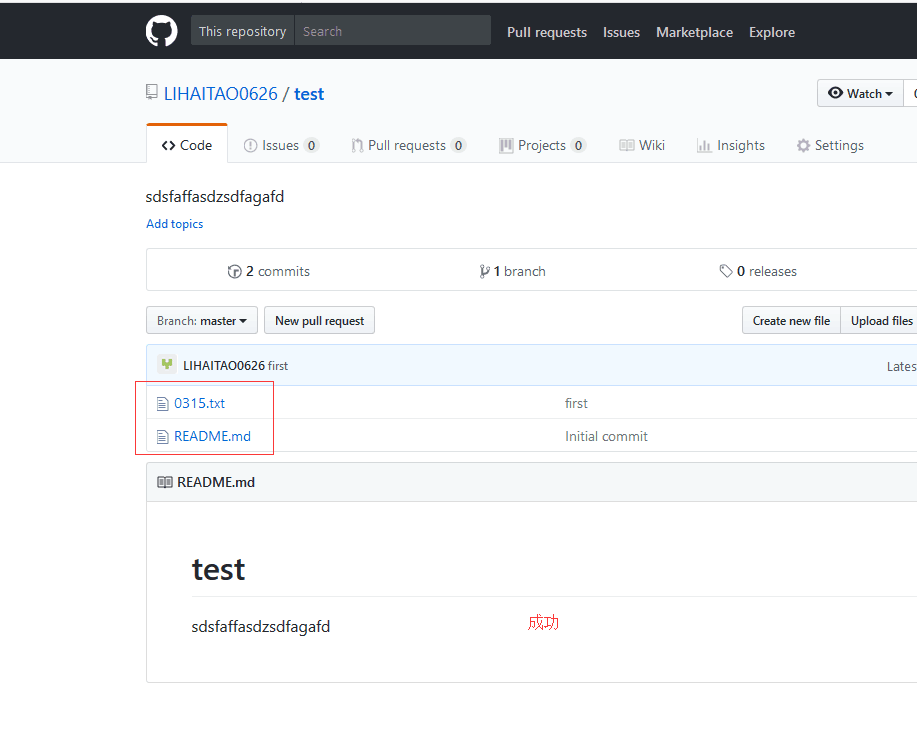 This repository Search Pull requests Issues Marketplace Explore
LIHAITAO0626 / test Watch
Code Issues 0 Pull requests 0 Projects 0 Wiki Insights Settings
sdsfaffasdzsdfagafd
Add topics
2 commits 1 branch 0 releases
Branch: master New pull request Create new file Upload files
LIHAITAO0626 first Lates
0315.txt first
README.md Initial commit
README.md
test
sdsfaffasdzsdfagafd 成功